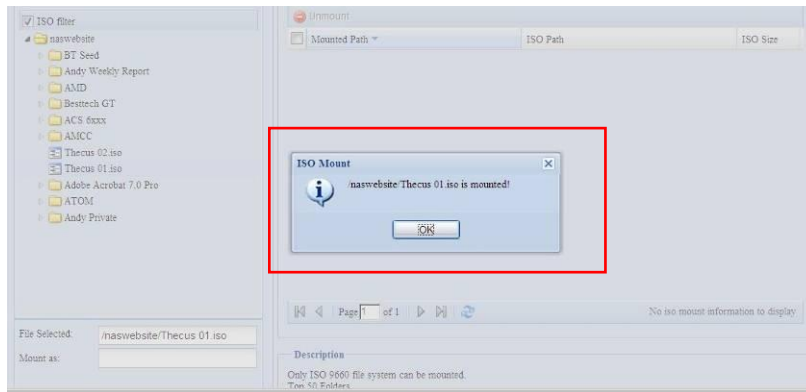 ISO filter
naswebsite
BT Seed
Andy Weekly Report
AMD
Besttech GT
ACS 6xxx
AMCC
Thecus 02.iso
Thecus 01.iso
Adobe Acrobat 7.0 Pro
ATOM
Andy Private
File Selected: /naswebsite/Thecus 01.iso
Mount as:
Unmount
Mounted Path ISO Path ISO Size
ISO Mount
/naswebsite/Thecus 01.iso is mounted!
OK
Page 1 of 1 No iso mount information to display
Description
Only ISO 9660 file system can be mounted.
Top 50 Folders